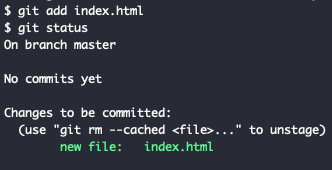 $ git add index.html
$ git status
On branch master
No commits yet
Changes to be committed:
(use "git rm --cached <file>..." to unstage)
new file: index.html